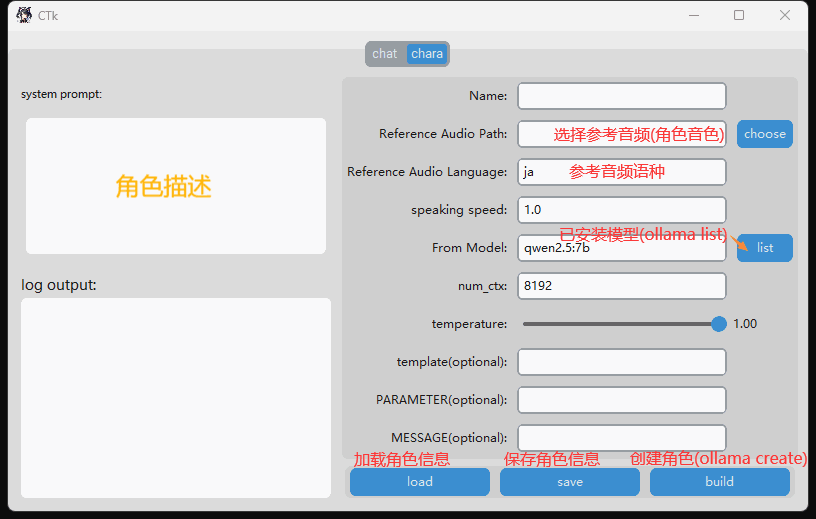 CTk
chat chara
system prompt:
角色描述
log output:
Name:
Reference Audio Path: 选择参考音频(角色音色) choose
Reference Audio Language: ja 参考音频语种
speaking speed: 1.0
已安装模型(ollama list)
From Model: qwen2.5:7b list
num_ctx: 8192
temperature: 1.00
template(optional):
PARAMETER(optional):
MESSAGE(optional):
加载角色信息 保存角色信息 创建角色(ollama create)
load save build